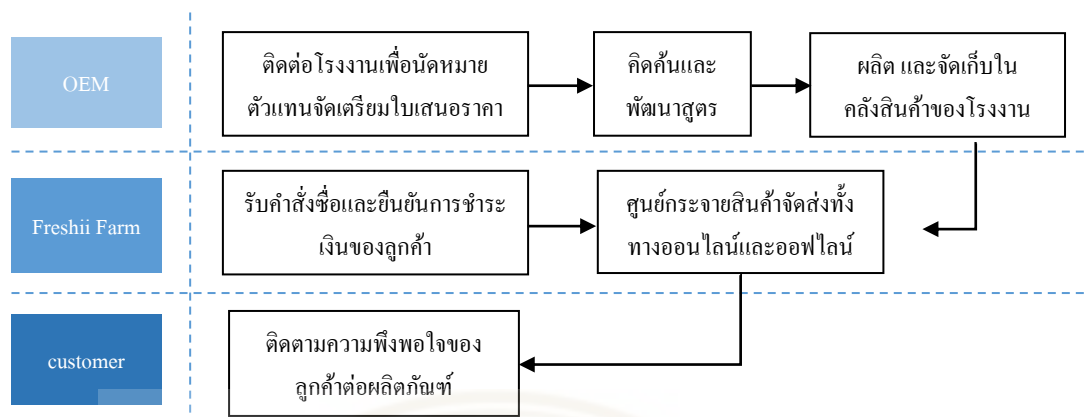 OEM
ติดต่อโรงงานเพื่อนัดหมาย
ตัวแทนจัดเตรียมใบเสนอราคา
คิดค้นและ
พัฒนาสูตร
ผลิต และจัดเก็บใน
คลังสินค้าของโรงงาน
Freshii Farm
รับคำสั่งซื่อและยืนยันการชำระ
เงินของลูกค้า
ศูนย์กระจายสินค้าจัดส่งทั้ง
ทางออนไลน์และออฟไลน์
customer
ติดตามความพึงพอใจของ
ลูกค้าต่อผลิตภัณฑ์